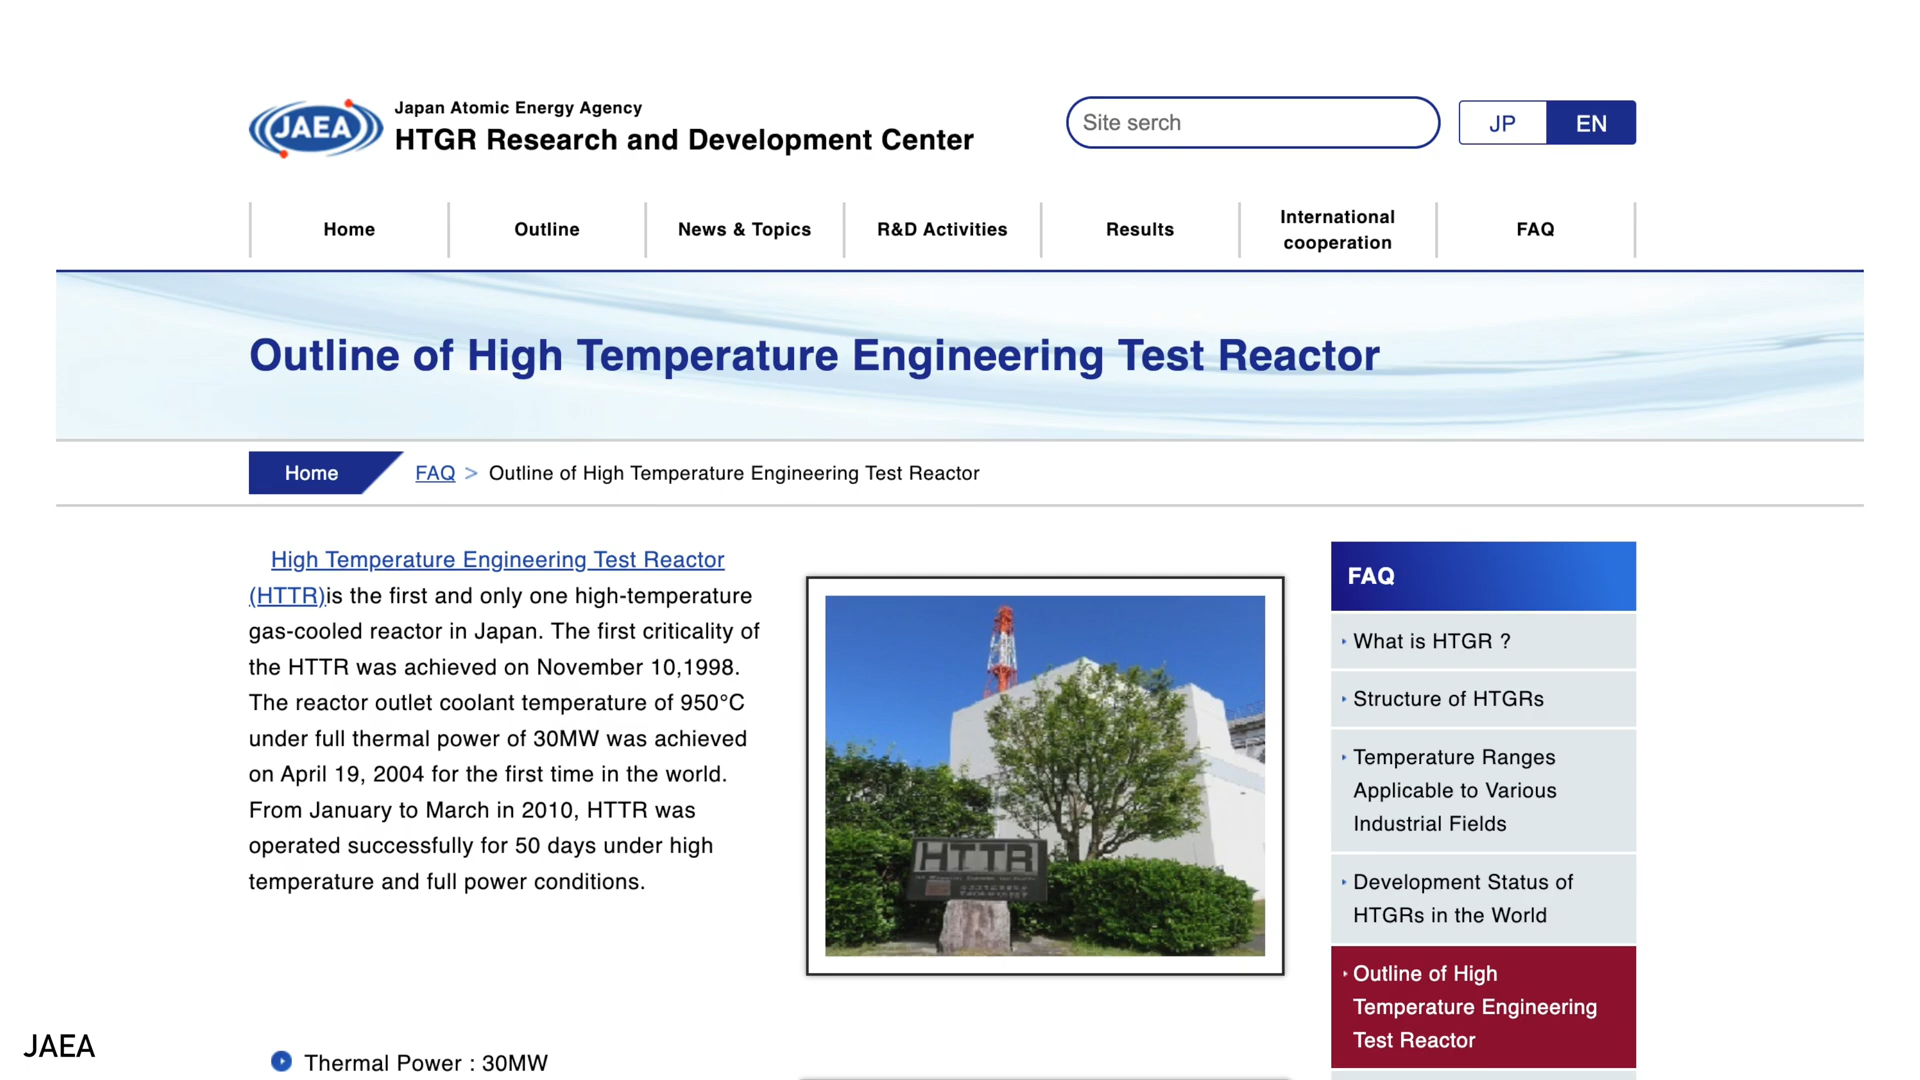 JAEA
Japan Atomic Energy Agency
HTGR Research and Development Center
Site serch
JP
EN
Home
Outline
News & Topics
R&D Activities
Results
International
cooperation
FAQ
Outline of High Temperature Engineering Test Reactor
Home
FAQ > Outline of High Temperature Engineering Test Reactor
High Temperature Engineering Test Reactor
(HTTR)is the first and only one high-temperature
gas-cooled reactor in Japan. The first criticality of
the HTTR was achieved on November 10,1998.
The reactor outlet coolant temperature of 950°C
under full thermal power of 30MW was achieved
on April 19, 2004 for the first time in the world.
From January to March in 2010, HTTR was
operated successfully for 50 days under high
temperature and full power conditions.
HTTR
FAQ
What is HTGR ?
Structure of HTGRs
Temperature Ranges
Applicable to Various
Industrial Fields
Development Status of
HTGRs in the World
Outline of High
Temperature Engineering
Test Reactor
Thermal Power : 30MW
JAEA